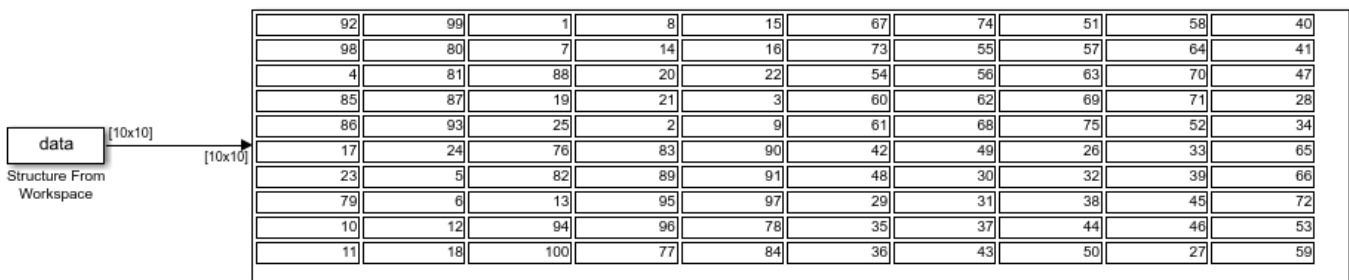 92 99 1 8 15 67 74 51 58 40
98 80 7 14 16 73 55 57 64 41
4 81 88 20 22 54 56 63 70 47
85 87 19 21 3 60 62 69 71 28
86 93 25 2 9 61 68 75 52 34
17 24 76 83 90 42 49 26 33 65
23 5 82 89 91 48 30 32 39 66
79 6 13 95 97 29 31 38 45 72
10 12 94 96 78 35 37 44 46 53
11 18 100 77 84 36 43 50 27 59
data
[10x10]
[10x10]
Structure From
Workspace